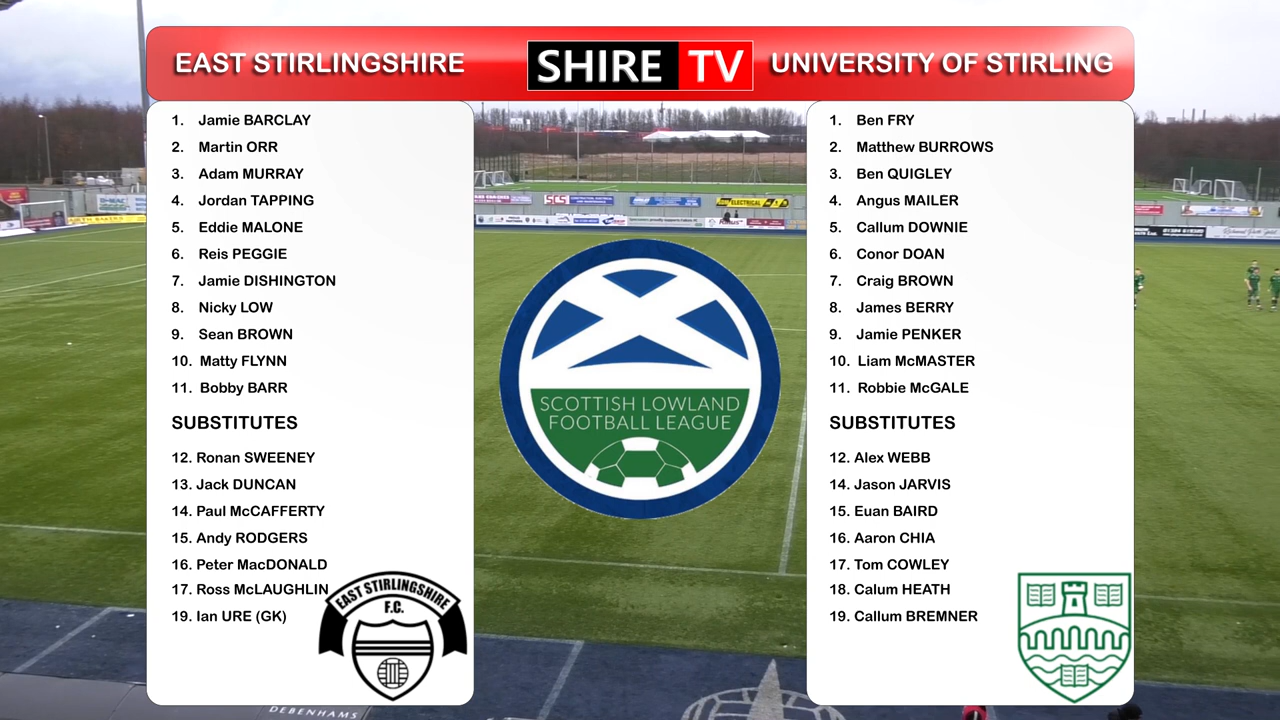 EAST STIRLINGSHIRE
SHIRE TV
UNIVERSITY OF STIRLING
1. Jamie BARCLAY
2. Martin ORR
3. Adam MURRAY
4. Jordan TAPPING
5. Eddie MALONE
6. Reis PEGGIE
7. Jamie DISHINGTON
8. Nicky LOW
9. Sean BROWN
10. Matty FLYNN
11. Bobby BARR
SUBSTITUTES
12. Ronan SWEENEY
13. Jack DUNCAN
14. Paul McCAFFERTY
15. Andy RODGERS
16. Peter MacDONALD
17. Ross McLAUGHLIN
19. Ian URE (GK)
EAST STIRLINGSHIRE
F.C.
SCOTTISH LOWLAND
FOOTBALL LEAGUE
1. Ben FRY
2. Matthew BURROWS
3. Ben QUIGLEY
4. Angus MAILER
5. Callum DOWNIE
6. Conor DOAN
7. Craig BROWN
8. James BERRY
9. Jamie PENKER
10. Liam McMASTER
11. Robbie McGALE
SUBSTITUTES
12. Alex WEBB
14. Jason JARVIS
15. Euan BAIRD
16. Aaron CHIA
17. Tom COWLEY
18. Calum HEATH
19. Callum BREMNER
SCS
ELECTRICAL
DEBENHAMS